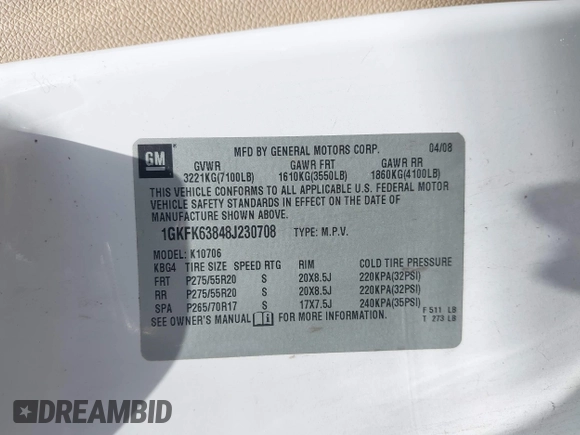 GM
MFD BY GENERAL MOTORS CORP. 04/08
GVWR GAWR FRT GAWR RR
3221KG(7100LB) 1610KG(3550LB) 1860KG(4100LB)
THIS VEHICLE CONFORMS TO ALL APPLICABLE U.S. FEDERAL MOTOR
VEHICLE SAFETY STANDARDS IN EFFECT ON THE DATE OF
MANUFACTURE SHOWN ABOVE.
1GKFK63848J230708 TYPE: M.P.V.
MODEL: K10706
KBG4 TIRE SIZE SPEED RTG RIM COLD TIRE PRESSURE
FRT P275/55R20 S 20X8.5J 220KPA(32PSI)
RR P275/55R20 S 20X8.5J 220KPA(32PSI)
SPA P265/70R17 S 17X7.5J 240KPA(35PSI)
SEE OWNER'S MANUAL FOR MORE INFORMATION.
F 511 LB
T 273 LB
DREAMBID